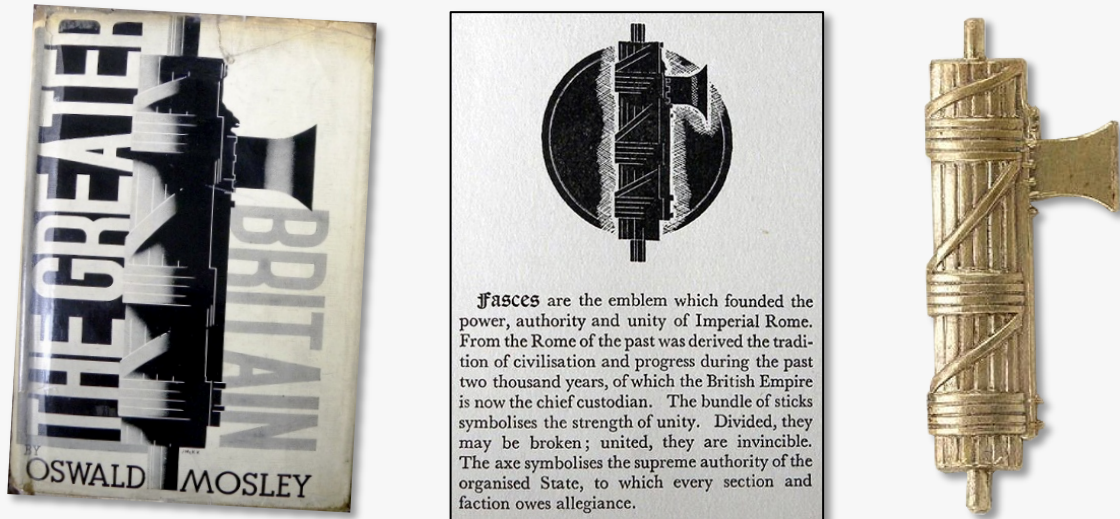 THE GREATER
BRITAIN
BY
OSWALD MOSLEY
Fasces are the emblem which founded the
power, authority and unity of Imperial Rome.
From the Rome of the past was derived the tradi-
tion of civilisation and progress during the past
two thousand years, of which the British Empire
is now the chief custodian. The bundle of sticks
symbolises the strength of unity. Divided, they
may be broken; united, they are invincible.
The axe symbolises the supreme authority of the
organised State, to which every section and
faction owes allegiance.